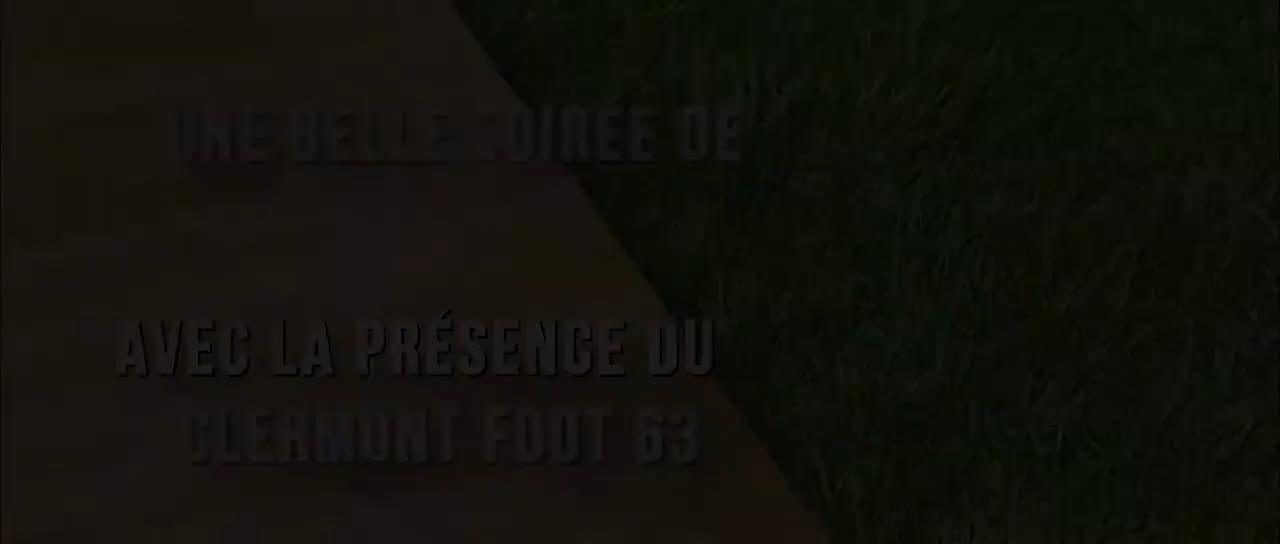 UNE BELLE SOIRÉE DE
AVEC LA PRÉSENCE DU
CLERMONT FOOT 63